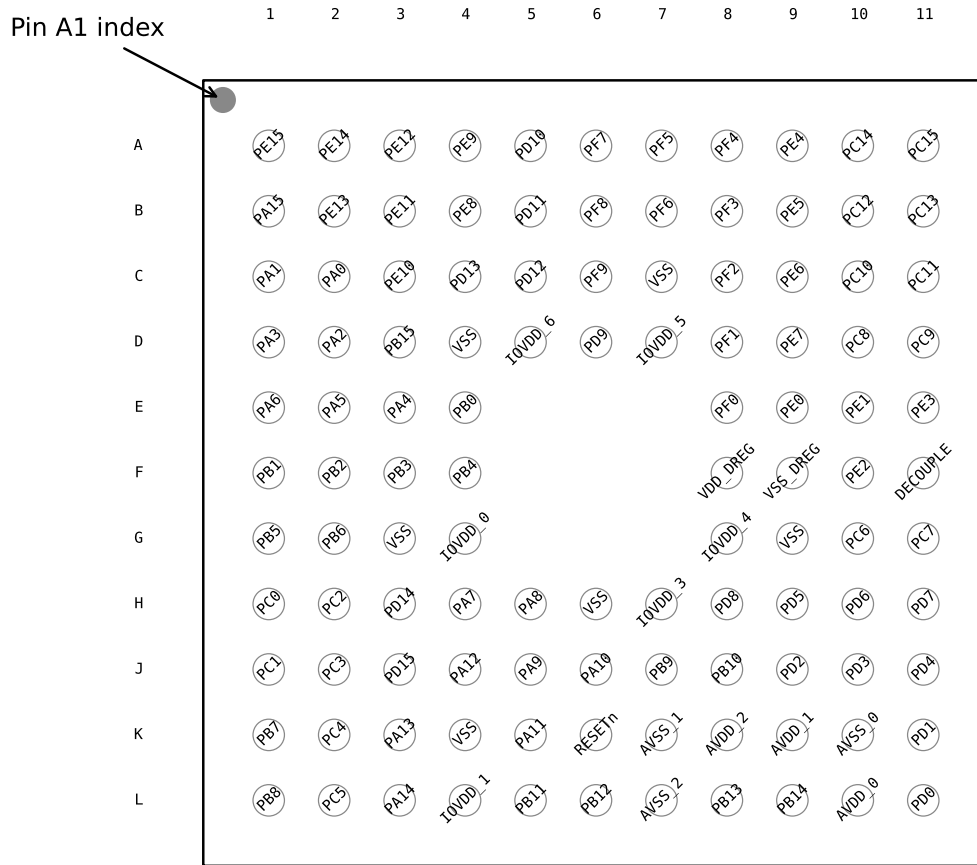 1 2 3 4 5 6 7 8 9 10 11
Pin A1 index
A PE15 PE14 PE12 PE9 PD10 PF7 PF5 PF4 PE4 PC14 PC15
B PA15 PE13 PE11 PE8 PD11 PF8 PF6 PF3 PE5 PC12 PC13
C PA1 PA0 PE10 PD13 PD12 PF9 VSS PF2 PE6 PC10 PC11
D PA3 PA2 PB15 VSS IOVDD_6 PD9 IOVDD_5 PF1 PE7 PC8 PC9
E PA6 PA5 PA4 PB0 PF0 PE0 PE1 PE3
F PB1 PB2 PB3 PB4 VDD_DREG VSS_DREG PE2 DECOUPLE
G PB5 PB6 VSS IOVDD_0 IOVDD_4 VSS PC6 PC7
H PC0 PC2 PD14 PA7 PA8 VSS IOVDD_3 PD8 PD5 PD6 PD7
J PC1 PC3 PD15 PA12 PA9 PA10 PB9 PB10 PD2 PD3 PD4
K PB7 PC4 PA13 VSS PA11 RESETn AVSS_1 AVDD_2 AVDD_1 AVSS_0 PD1
L PB8 PC5 PA14 IOVDD_1 PB11 PB12 AVSS_2 PB13 PB14 AVDD_0 PD0